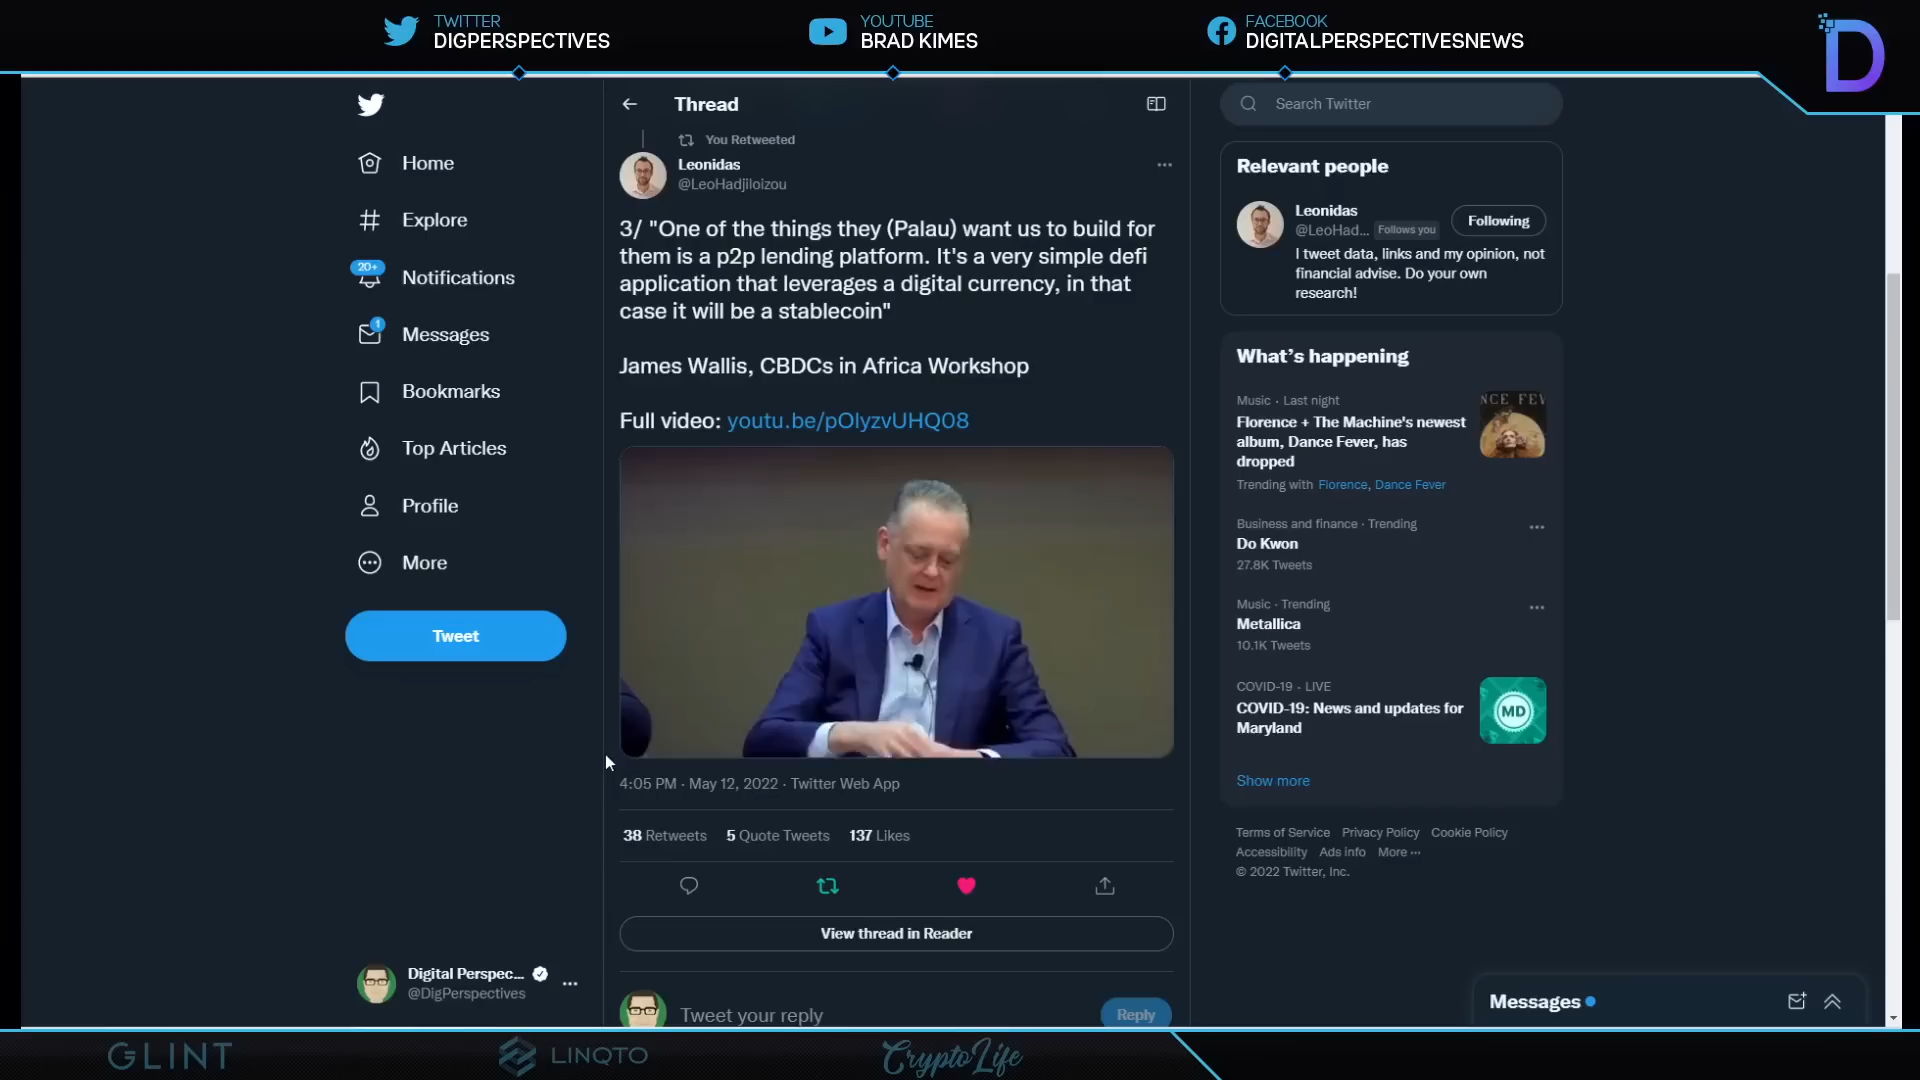 TWITTER
DIGPERSPECTIVES
YOUTUBE
BRAD KIMES
FACEBOOK
DIGITALPERSPECTIVESNEWS
D
Home
Explore
20+
Notifications
1
Messages
Bookmarks
Top Articles
Profile
More
Tweet
Digital Perspec...
@DigPerspectives
Thread
You Retweeted
Leonidas
@LeoHadjiloizou
3/ "One of the things they (Palau) want us to build for
them is a p2p lending platform. It's a very simple defi
application that leverages a digital currency, in that
case it will be a stablecoin"
James Wallis, CBDCs in Africa Workshop
Full video: youtu.be/pOlyzvUHQ08
4:05 PM · May 12, 2022 · Twitter Web App
38 Retweets 5 Quote Tweets 137 Likes
View thread in Reader
Tweet your reply
Reply
Search Twitter
Relevant people
Leonidas
@LeoHad... Follows you
Following
I tweet data, links and my opinion, not
financial advise. Do your own
research!
What's happening
Music · Last night
Florence + The Machine's newest
album, Dance Fever, has
dropped
Trending with Florence, Dance Fever
NCE FEV
Business and finance · Trending
Do Kwon
27.8K Tweets
Music · Trending
Metallica
10.1K Tweets
COVID-19 · LIVE
COVID-19: News and updates for
Maryland
MD
Show more
Terms of Service Privacy Policy Cookie Policy
Accessibility Ads info More ···
© 2022 Twitter, Inc.
Messages
GLINT
LINQTO
CryptoLife